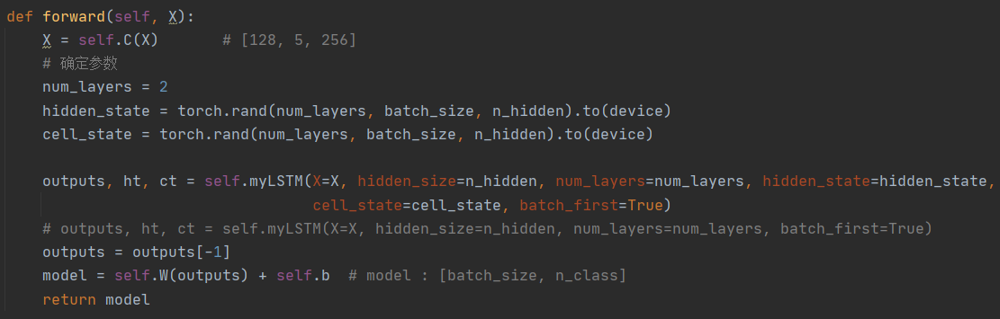 def forward(self, X):
    X = self.C(X)       # [128, 5, 256]
    # 确定参数
    num_layers = 2
    hidden_state = torch.rand(num_layers, batch_size, n_hidden).to(device)
    cell_state = torch.rand(num_layers, batch_size, n_hidden).to(device)

    outputs, ht, ct = self.myLSTM(X=X, hidden_size=n_hidden, num_layers=num_layers, hidden_state=hidden_state,
                                  cell_state=cell_state, batch_first=True)
    # outputs, ht, ct = self.myLSTM(X=X, hidden_size=n_hidden, num_layers=num_layers, batch_first=True)
    outputs = outputs[-1]
    model = self.W(outputs) + self.b  # model : [batch_size, n_class]
    return model